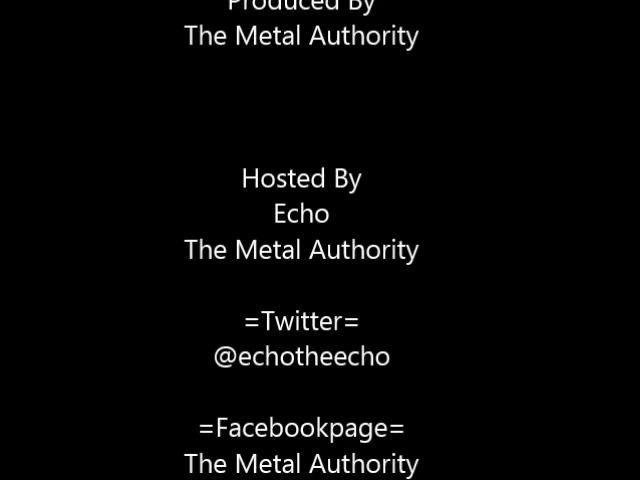 Produced By
The Metal Authority
Hosted By
Echo
The Metal Authority
=Twitter=
@echotheecho
=Facebookpage=
The Metal Authority